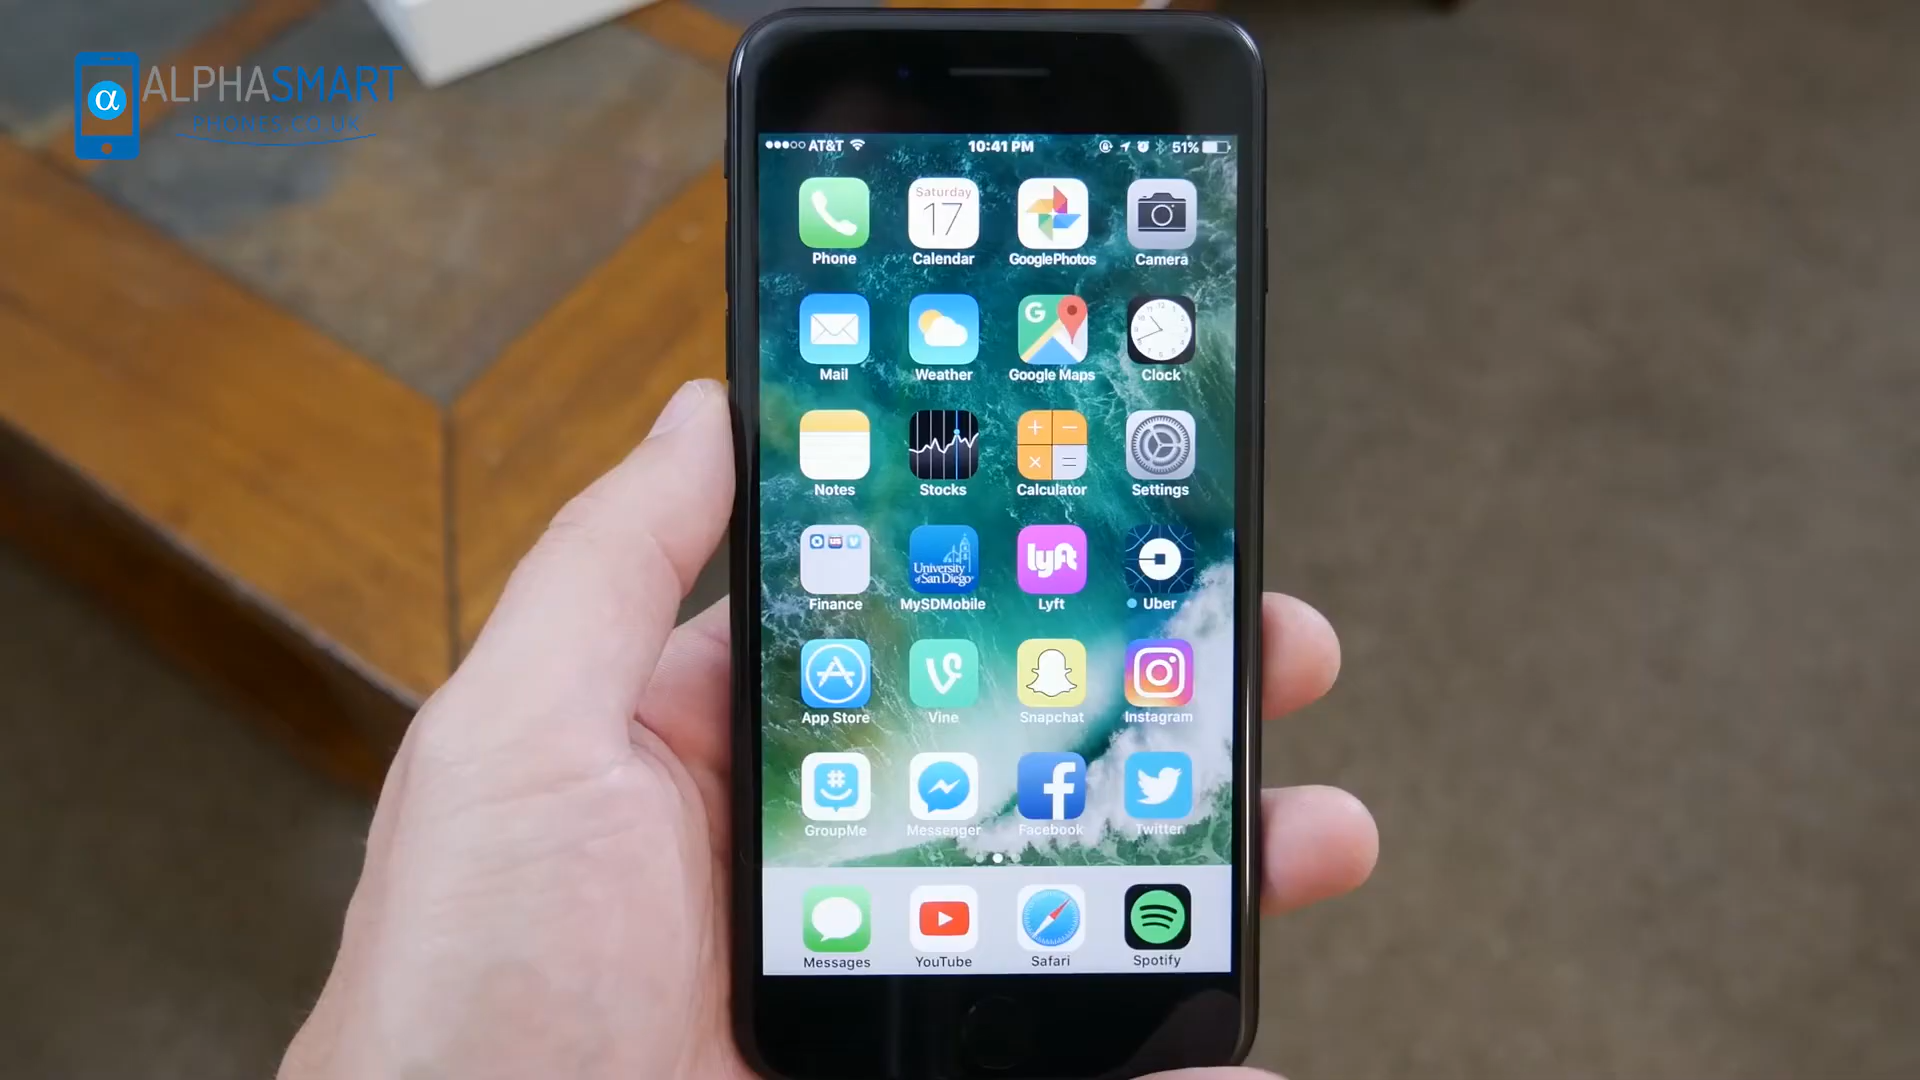 α ALPHASMART
PHONES.CO.UK
AT&T 10:41 PM 51%
Saturday
17
Phone Calendar GooglePhotos Camera
G
Mail Weather Google Maps Clock
Notes Stocks Calculator Settings
University
of San Diego
lyft
Finance MySDMobile Lyft Uber
App Store Vine Snapchat Instagram
GroupMe Messenger Facebook Twitter
Messages YouTube Safari Spotify